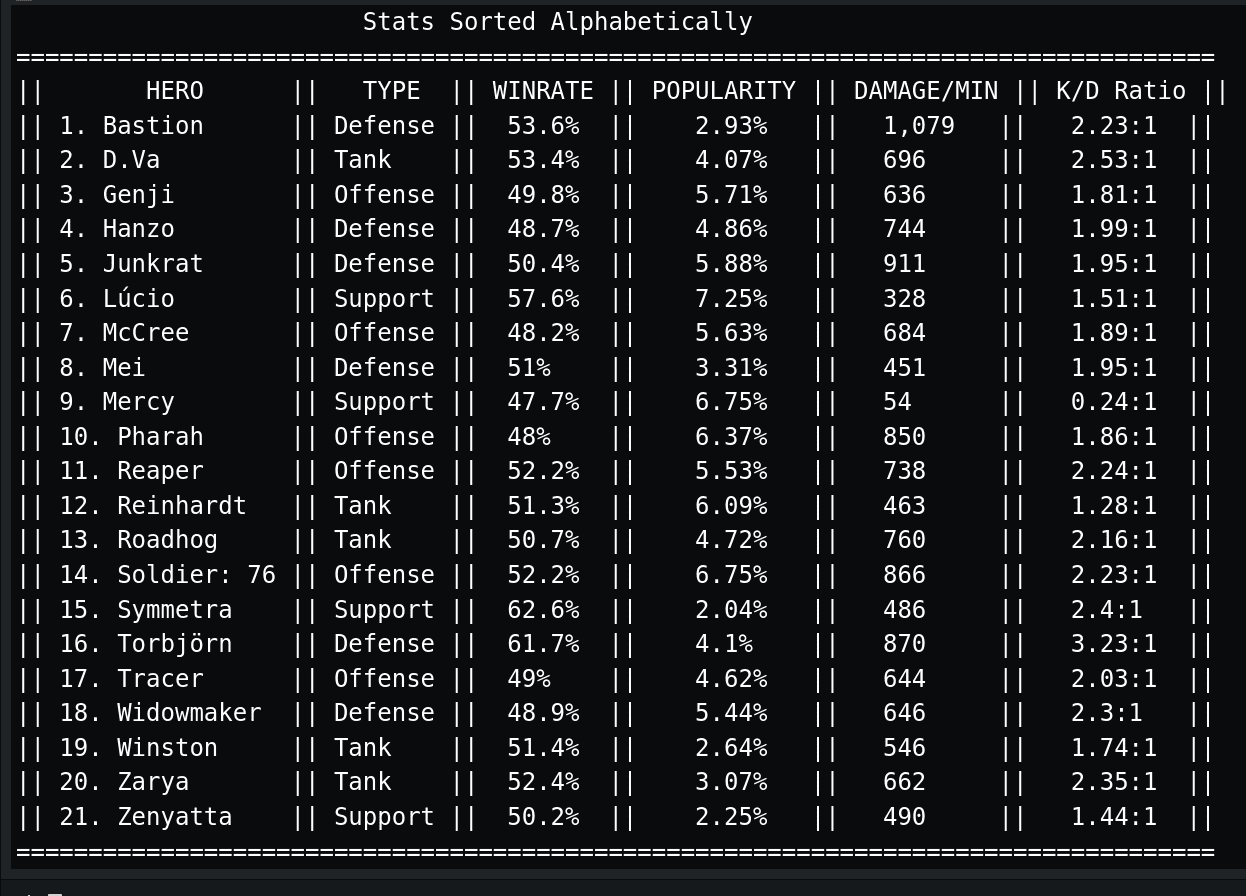 Stats Sorted Alphabetically
===================================================================================
||       HERO      ||   TYPE  || WINRATE || POPULARITY || DAMAGE/MIN || K/D Ratio ||
|| 1. Bastion      || Defense ||  53.6%  ||    2.93%   ||   1,079   ||   2.23:1  ||
|| 2. D.Va         || Tank    ||  53.4%  ||    4.07%   ||   696     ||   2.53:1  ||
|| 3. Genji        || Offense ||  49.8%  ||    5.71%   ||   636     ||   1.81:1  ||
|| 4. Hanzo        || Defense ||  48.7%  ||    4.86%   ||   744     ||   1.99:1  ||
|| 5. Junkrat      || Defense ||  50.4%  ||    5.88%   ||   911     ||   1.95:1  ||
|| 6. Lúcio        || Support ||  57.6%  ||    7.25%   ||   328     ||   1.51:1  ||
|| 7. McCree       || Offense ||  48.2%  ||    5.63%   ||   684     ||   1.89:1  ||
|| 8. Mei          || Defense ||  51%    ||    3.31%   ||   451     ||   1.95:1  ||
|| 9. Mercy        || Support ||  47.7%  ||    6.75%   ||   54      ||   0.24:1  ||
|| 10. Pharah      || Offense ||  48%    ||    6.37%   ||   850     ||   1.86:1  ||
|| 11. Reaper      || Offense ||  52.2%  ||    5.53%   ||   738     ||   2.24:1  ||
|| 12. Reinhardt   || Tank    ||  51.3%  ||    6.09%   ||   463     ||   1.28:1  ||
|| 13. Roadhog     || Tank    ||  50.7%  ||    4.72%   ||   760     ||   2.16:1  ||
|| 14. Soldier: 76 || Offense ||  52.2%  ||    6.75%   ||   866     ||   2.23:1  ||
|| 15. Symmetra    || Support ||  62.6%  ||    2.04%   ||   486     ||   2.4:1   ||
|| 16. Torbjörn    || Defense ||  61.7%  ||    4.1%    ||   870     ||   3.23:1  ||
|| 17. Tracer      || Offense ||  49%    ||    4.62%   ||   644     ||   2.03:1  ||
|| 18. Widowmaker  || Defense ||  48.9%  ||    5.44%   ||   646     ||   2.3:1   ||
|| 19. Winston     || Tank    ||  51.4%  ||    2.64%   ||   546     ||   1.74:1  ||
|| 20. Zarya       || Tank    ||  52.4%  ||    3.07%   ||   662     ||   2.35:1  ||
|| 21. Zenyatta    || Support ||  50.2%  ||    2.25%   ||   490     ||   1.44:1  ||
===================================================================================